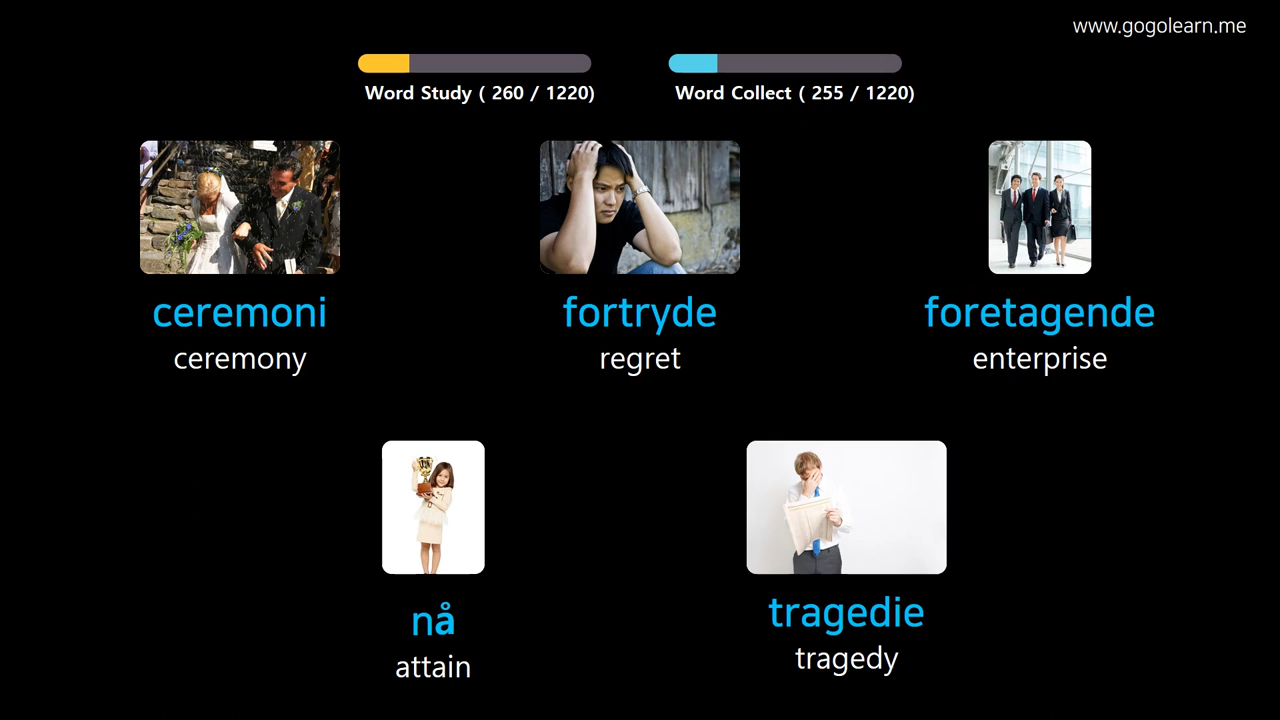 www.gogolearn.me
Word Study ( 260 / 1220)
Word Collect ( 255 / 1220)
ceremoni
ceremony
fortryde
regret
foretagende
enterprise
nå
attain
tragedie
tragedy